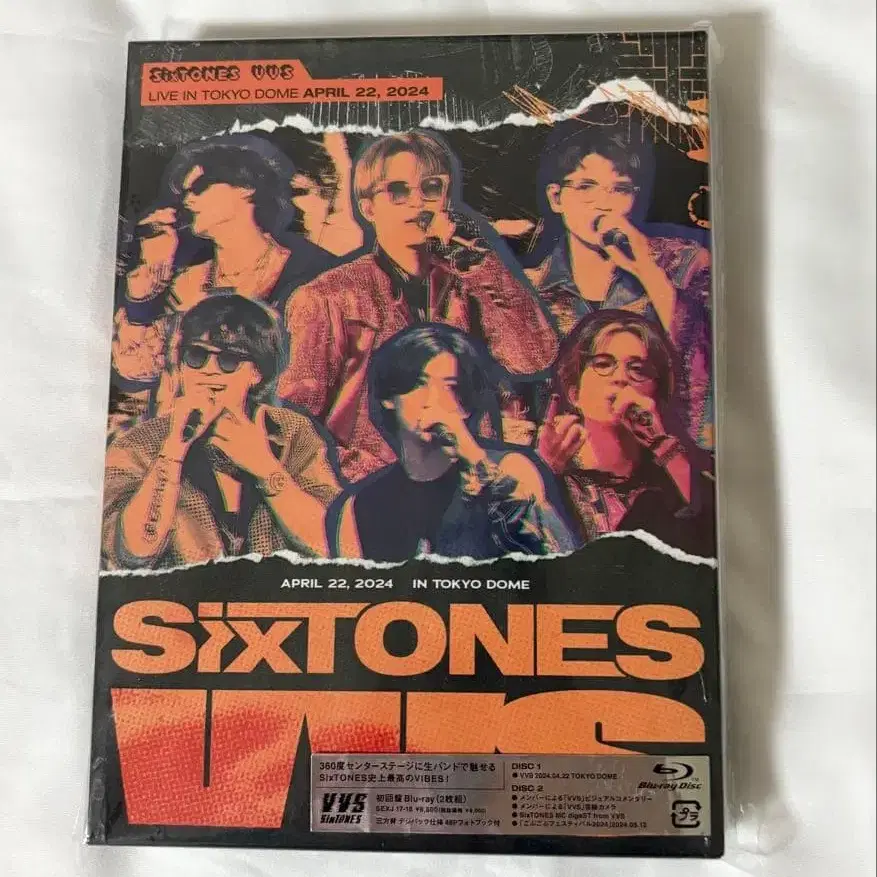 SixTONES VVS
LIVE IN TOKYO DOME APRIL 22, 2024
APRIL 22, 2024 IN TOKYO DOME
SixTONES
VVS
360度センターステージに生バンドで魅せる
SixTONES史上最高のVIBES!
VVS
SixTONES
初回盤 Blu-ray (2枚組)
三方背 デジパック仕様 48Pフォトブック付
DISC 1
● VVS 2024.04.22 TOKYO DOME
DISC 2
● メンバーによる「VVS」ビジュアルコメンタリー
● メンバーによる「VVS」密着カメラ
● SixTONES MC digeST from VVS
Blu-ray Disc
プラ